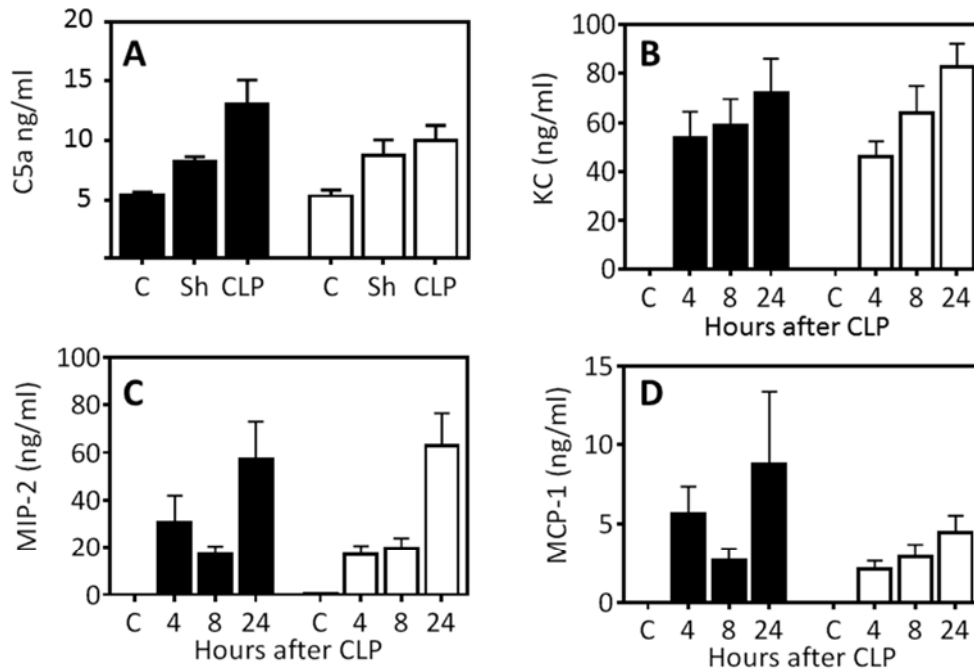 A
C5a ng/ml
20
15
10
5
C Sh CLP C Sh CLP
B
KC (ng/ml)
100
80
60
40
20
0
C 4 8 24 C 4 8 24
Hours after CLP
C
MIP-2 (ng/ml)
100
80
60
40
20
0
C 4 8 24 C 4 8 24
Hours after CLP
D
MCP-1 (ng/ml)
15
10
5
0
C 4 8 24 C 4 8 24
Hours after CLP